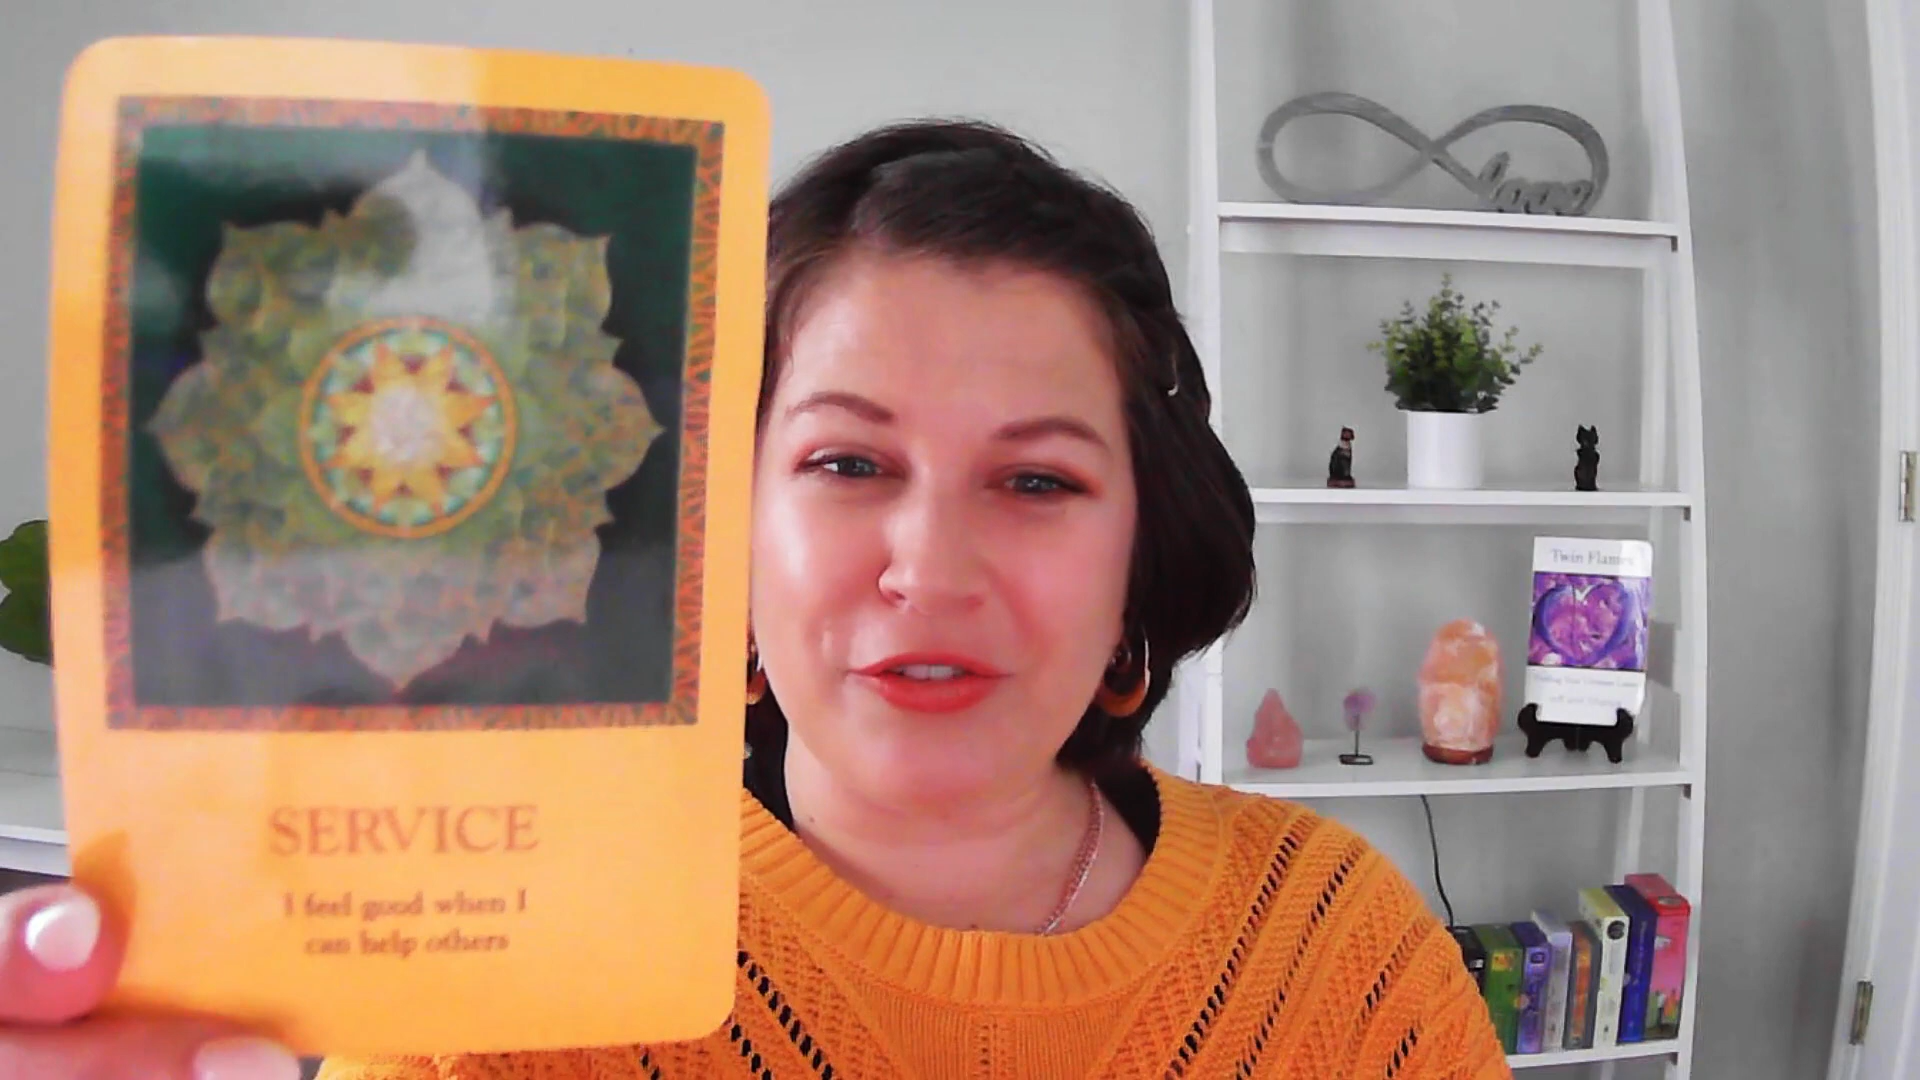 SERVICE
I feel good when I
can help others
love
Twin Flames